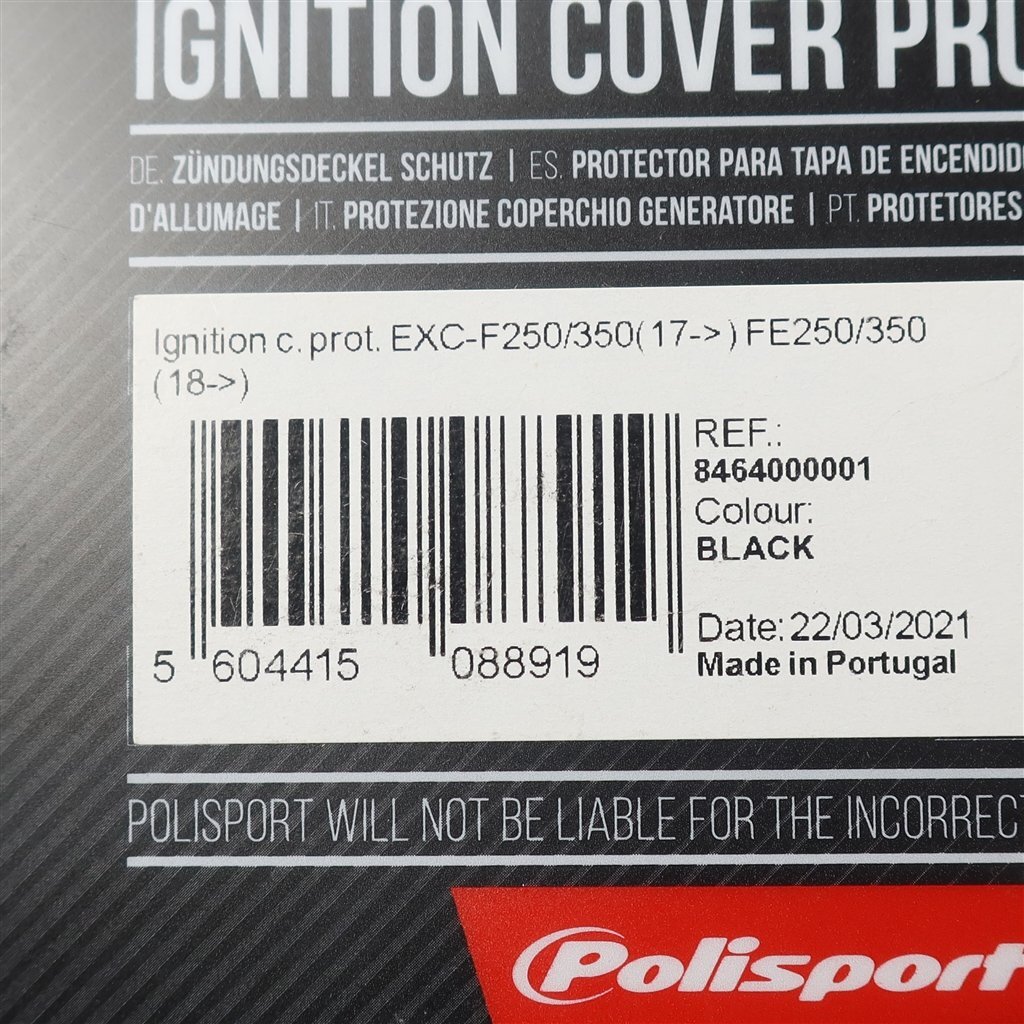 IGNITION COVER PRO
DE. ZÜNDUNGSDECKEL SCHUTZ | ES. PROTECTOR PARA TAPA DE ENCENDIDO
D'ALLUMAGE | IT. PROTEZIONE COPERCHIO GENERATORE | PT. PROTETORES
Ignition c. prot. EXC-F250/350(17->) FE250/350
(18->)
REF.:
8464000001
Colour:
BLACK
Date: 22/03/2021
Made in Portugal
5 604415 088919
POLISPORT WILL NOT BE LIABLE FOR THE INCORRECT
Polisport